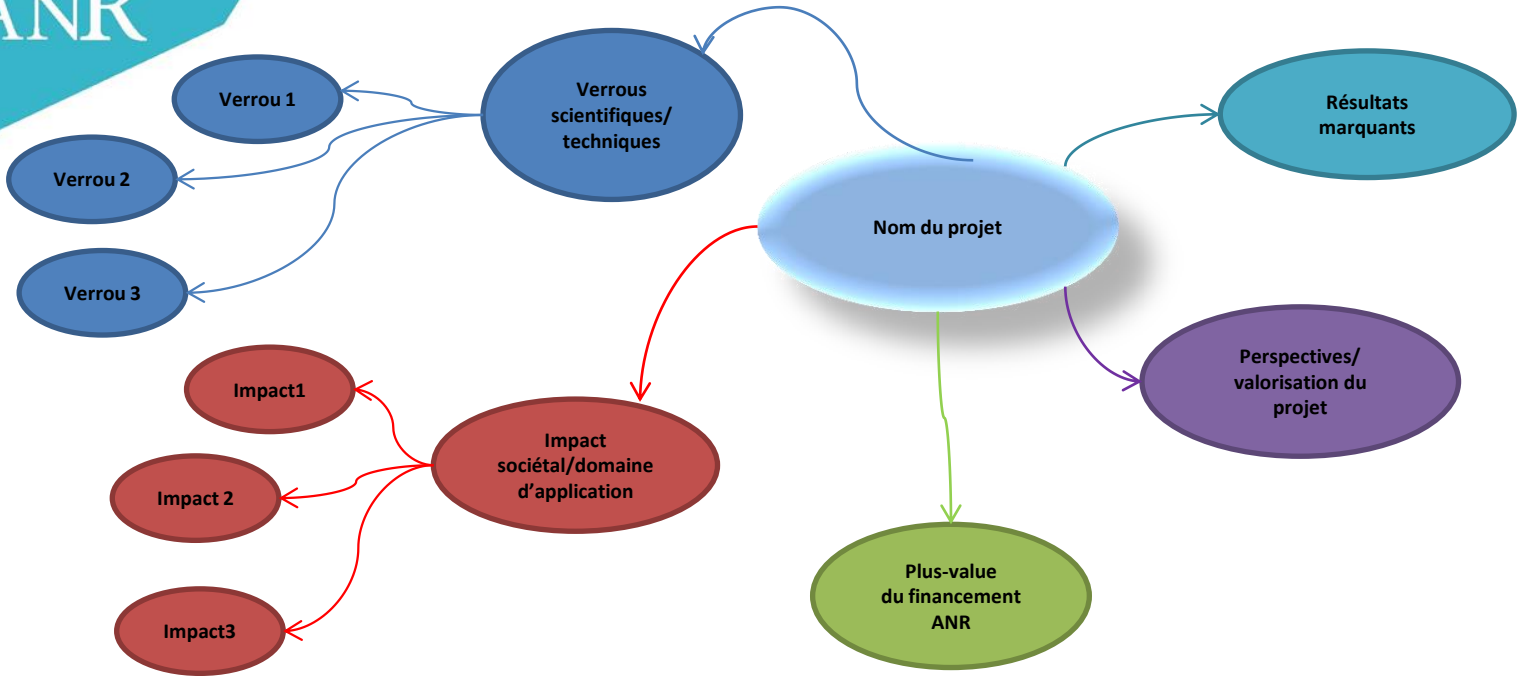 ANR
Verrous
scientifiques/
techniques
Verrou 1
Verrou 2
Verrou 3
Résultats
marquants
Nom du projet
Perspectives/
valorisation du
projet
Impact
sociétal/domaine
d’application
Impact1
Impact 2
Impact3
Plus-value
du financement
ANR